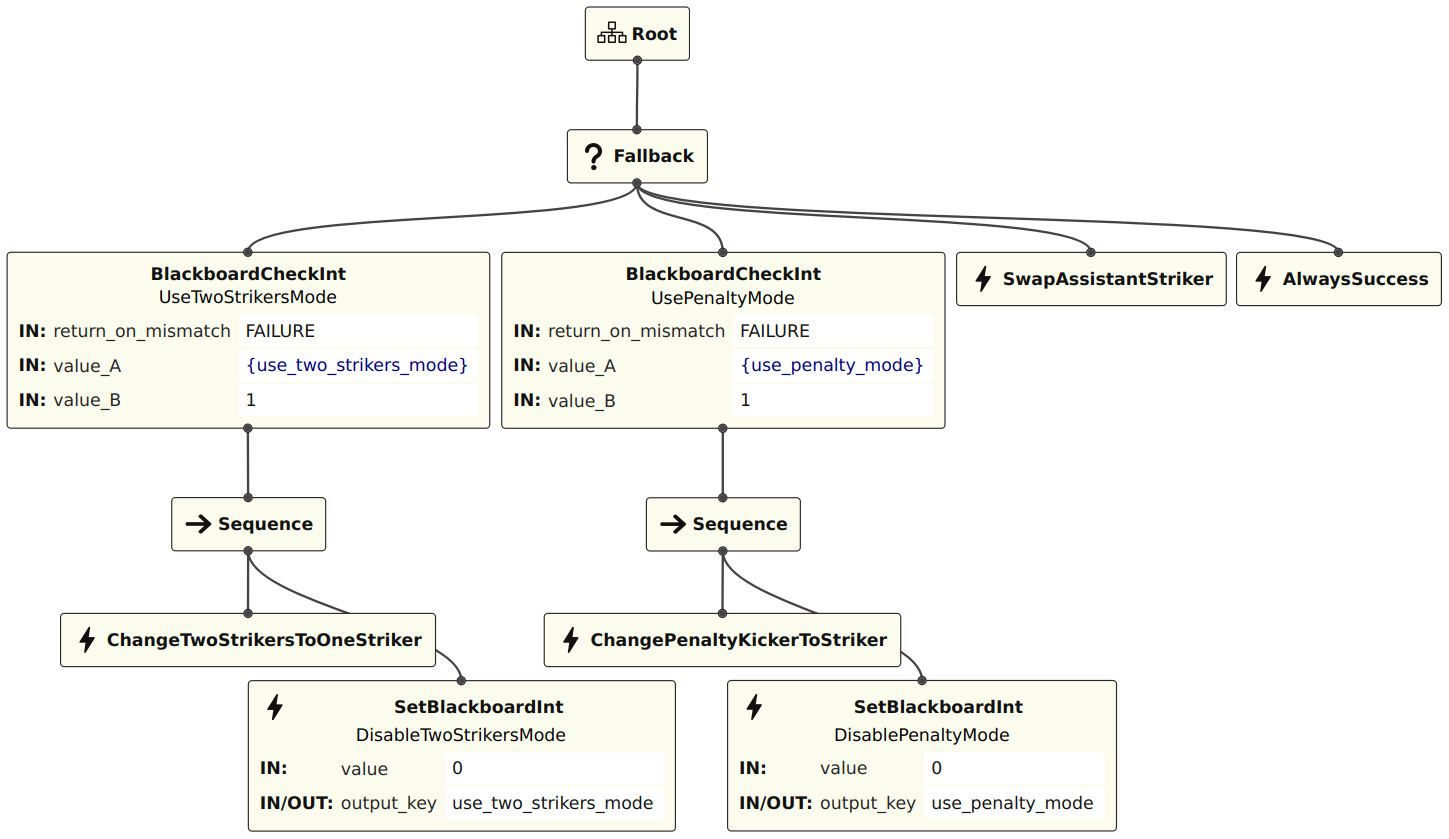 Root
Fallback
BlackboardCheckInt
UseTwoStrikersMode
IN: return_on_mismatch FAILURE
IN: value_A {use_two_strikers_mode}
IN: value_B 1
BlackboardCheckInt
UsePenaltyMode
IN: return_on_mismatch FAILURE
IN: value_A {use_penalty_mode}
IN: value_B 1
SwapAssistantStriker
AlwaysSuccess
Sequence
Sequence
ChangeTwoStrikersToOneStriker
ChangePenaltyKickerToStriker
SetBlackboardInt
DisableTwoStrikersMode
IN: value 0
IN/OUT: output_key use_two_strikers_mode
SetBlackboardInt
DisablePenaltyMode
IN: value 0
IN/OUT: output_key use_penalty_mode